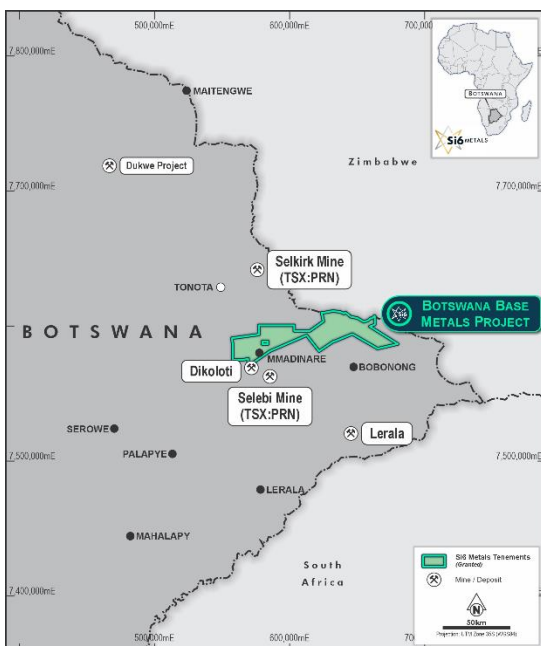 500,000mE
600,000mE
700,
7,800,000mE
MAITENGWE
BOTSWANA
Si6 METALS
Zimbabwe
Dukwe Project
7,700,000mE
7,700,000mE
Selkirk Mine
(TSX:PRN)
TONOTA
BOTSWANA BASE
METALS PROJECT
Si6
BOTSWANA
MMADINARE
Dikoloti
BOBONONG
Selebi Mine
(TSX:PRN)
SEROWE
Lerala
PALAPYE
7,500,000mE
7,500,000mE
LERALA
MAHALAPY
South
Africa
Si6 Metals Tenements
(Granted)
Mine / Deposit
N
50km
7,400,000mE
500,000mE
600,000mE
700,